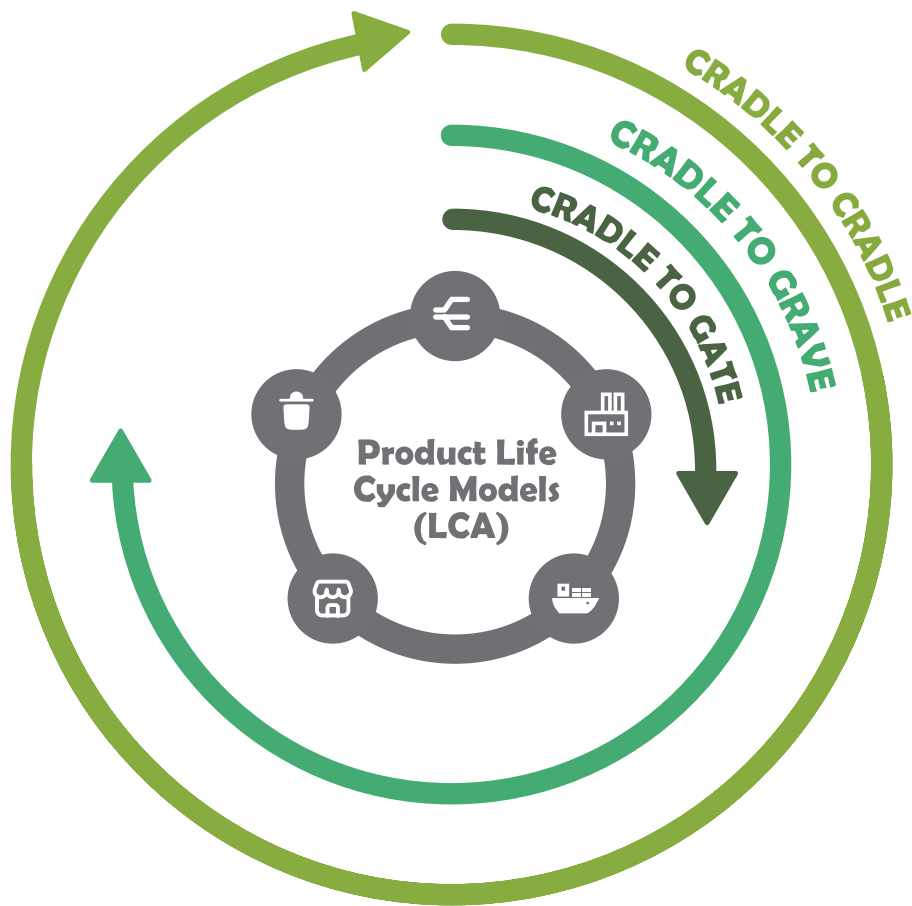 CRADLE TO CRADLE
CRADLE TO GRAVE
CRADLE TO GATE
Product Life
Cycle Models
(LCA)